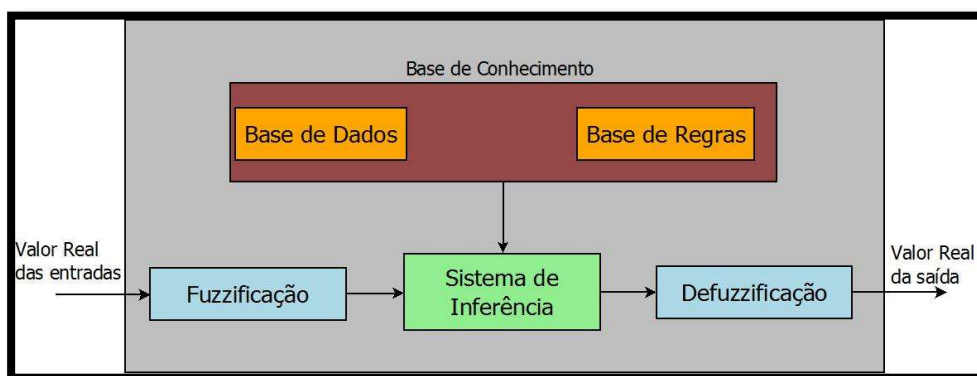 Base de Conhecimento
Base de Dados
Base de Regras
Valor Real
das entradas
Fuzzificação
Sistema de
Inferência
Defuzzificação
Valor Real
da saída